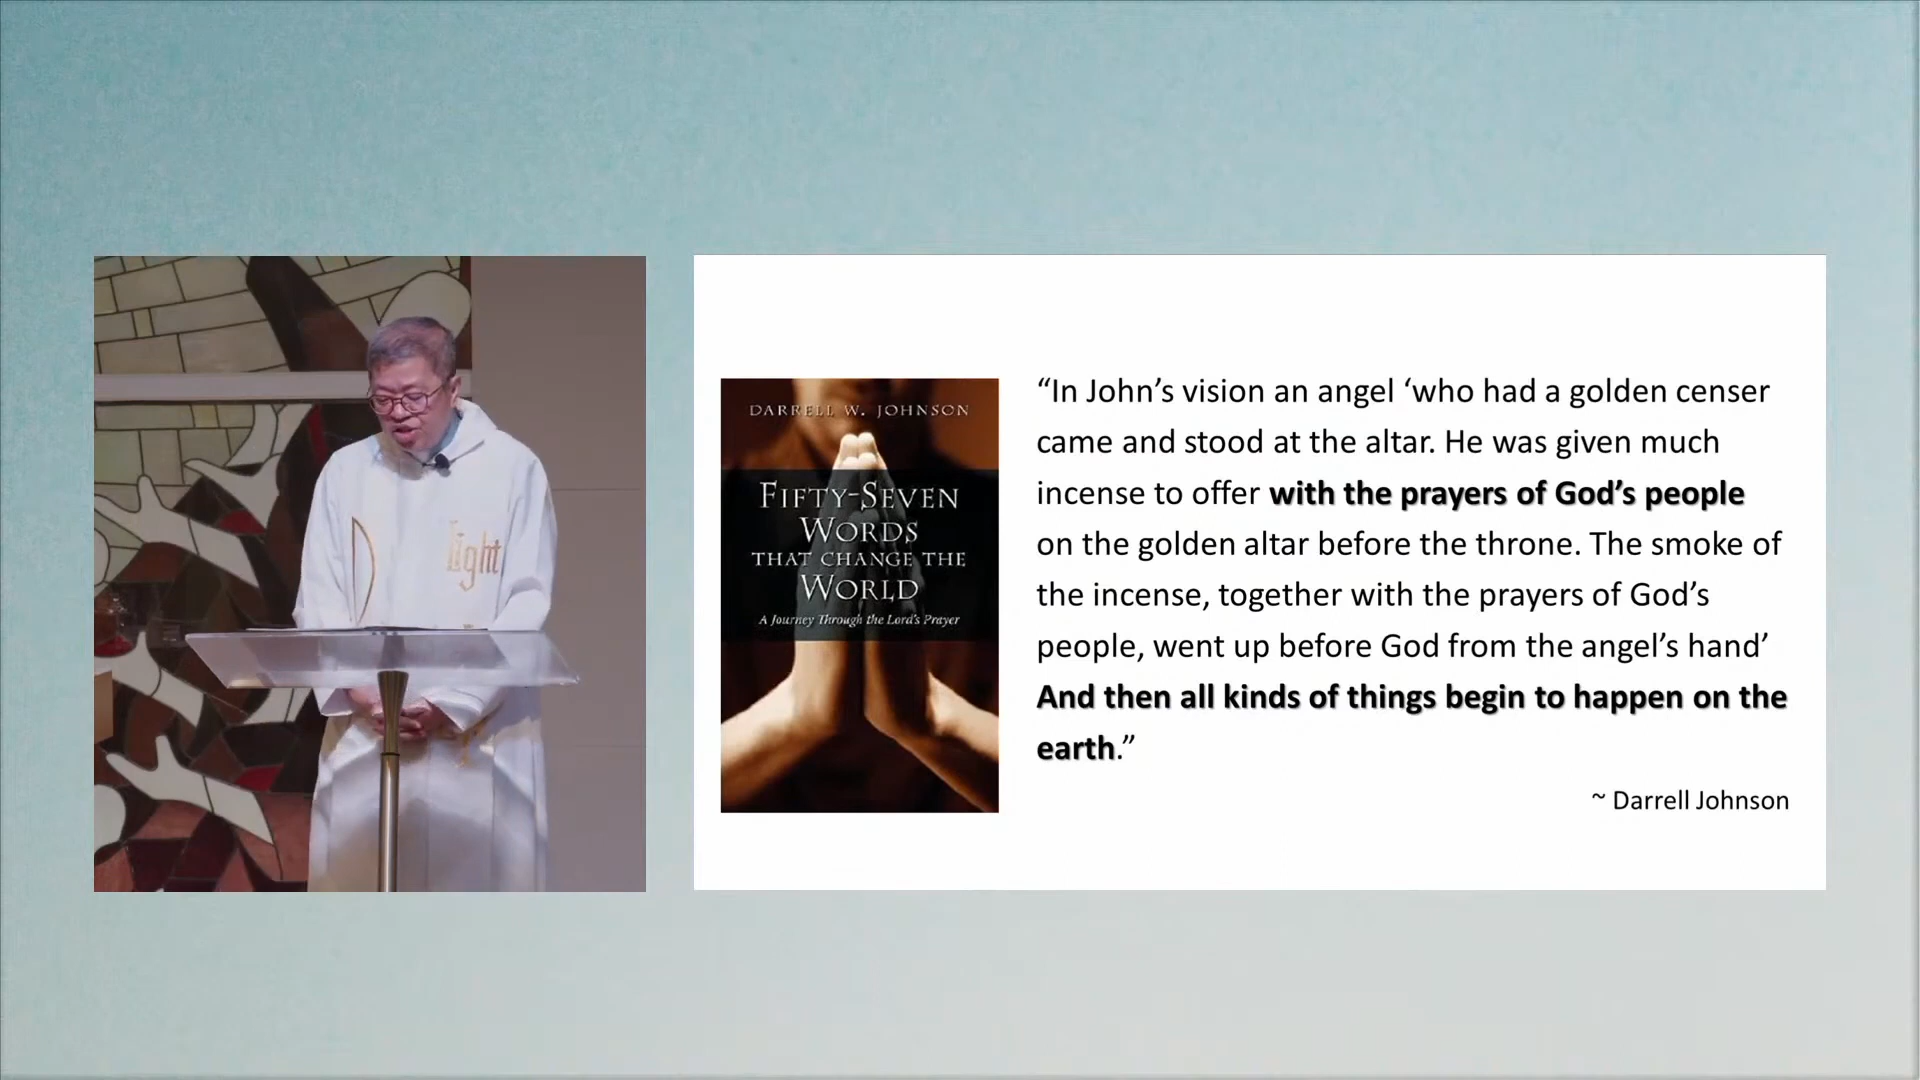 light
DARRELL W. JOHNSON
FIFTY-SEVEN
WORDS
THAT CHANGE THE
WORLD
A Journey Through the Lord's Prayer
“In John’s vision an angel ‘who had a golden censer
came and stood at the altar. He was given much
incense to offer with the prayers of God’s people
on the golden altar before the throne. The smoke of
the incense, together with the prayers of God’s
people, went up before God from the angel’s hand’
And then all kinds of things begin to happen on the
earth.”
~ Darrell Johnson